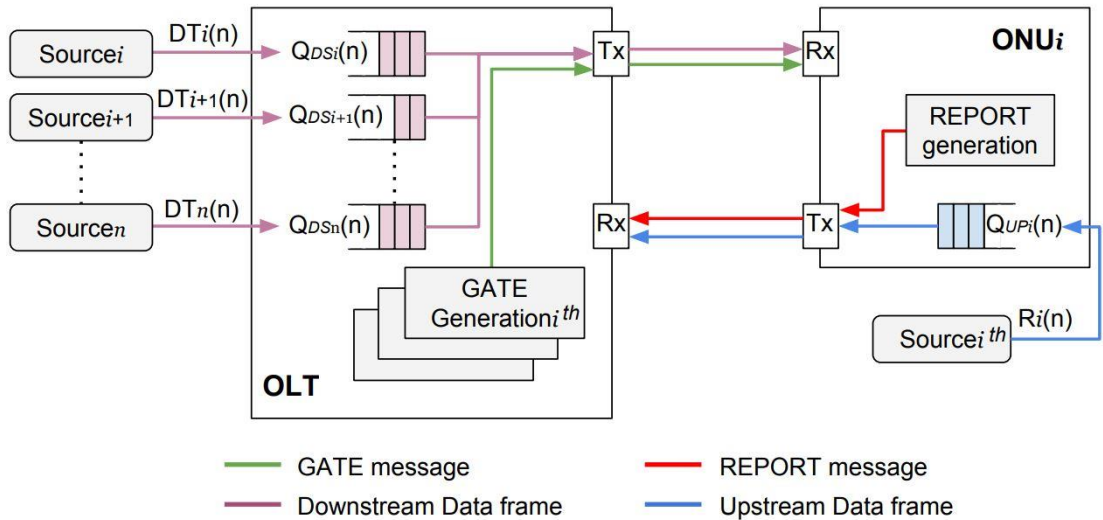 Sourcei
DTi(n)
QDSi(n)
Tx
Rx
ONUi
Sourcei+1
DTi+1(n)
QDSi+1(n)
REPORT
generation
Sourcen
DTn(n)
QDSn(n)
Rx
Tx
QUPi(n)
GATE
Generationi th
OLT
Sourcei th
Ri(n)
GATE message
REPORT message
Downstream Data frame
Upstream Data frame